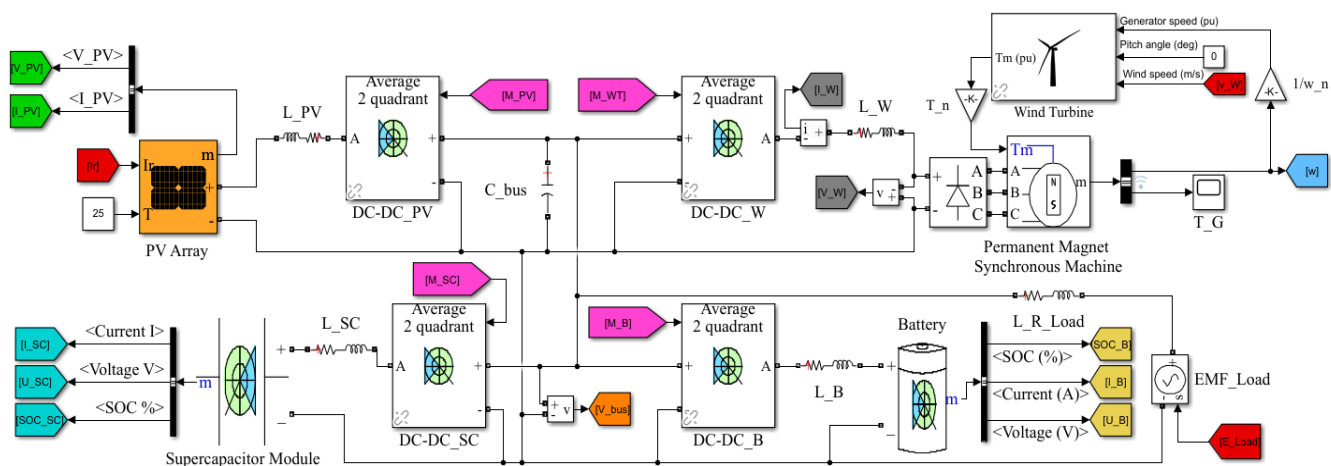 <V_PV>
[V_PV]
<I_PV>
[I_PV]
[Ir]
25
Ir
T
m
+
-
PV Array
L_PV
Average
2 quadrant
A
+
-
DC-DC_PV
[M_PV]
C_bus
+
[M_WT]
Average
2 quadrant
+
A
-
DC-DC_W
[I_W]
i
+
-
L_W
[V_W]
v
+
-
+
-
A
B
C
T_n
-K-
Tm (pu)
Generator speed (pu)
Pitch angle (deg)
Wind speed (m/s)
Wind Turbine
0
[v_W]
-K-
1/w_n
Tm
A
B
C
N
S
m
Permanent Magnet
Synchronous Machine
[w]
T_G
[M_SC]
<Current I>
[I_SC]
<Voltage V>
[U_SC]
<SOC %>
[SOC_SC]
m
+
-
Supercapacitor Module
L_SC
Average
2 quadrant
A
+
-
DC-DC_SC
+
-
v
[V_bus]
[M_B]
Average
2 quadrant
+
A
-
DC-DC_B
L_B
Battery
+
-
m
<SOC (%)>
[SOC_B]
<Current (A)>
[I_B]
<Voltage (V)>
[U_B]
L_R_Load
+
-
s
EMF_Load
[E_Load]